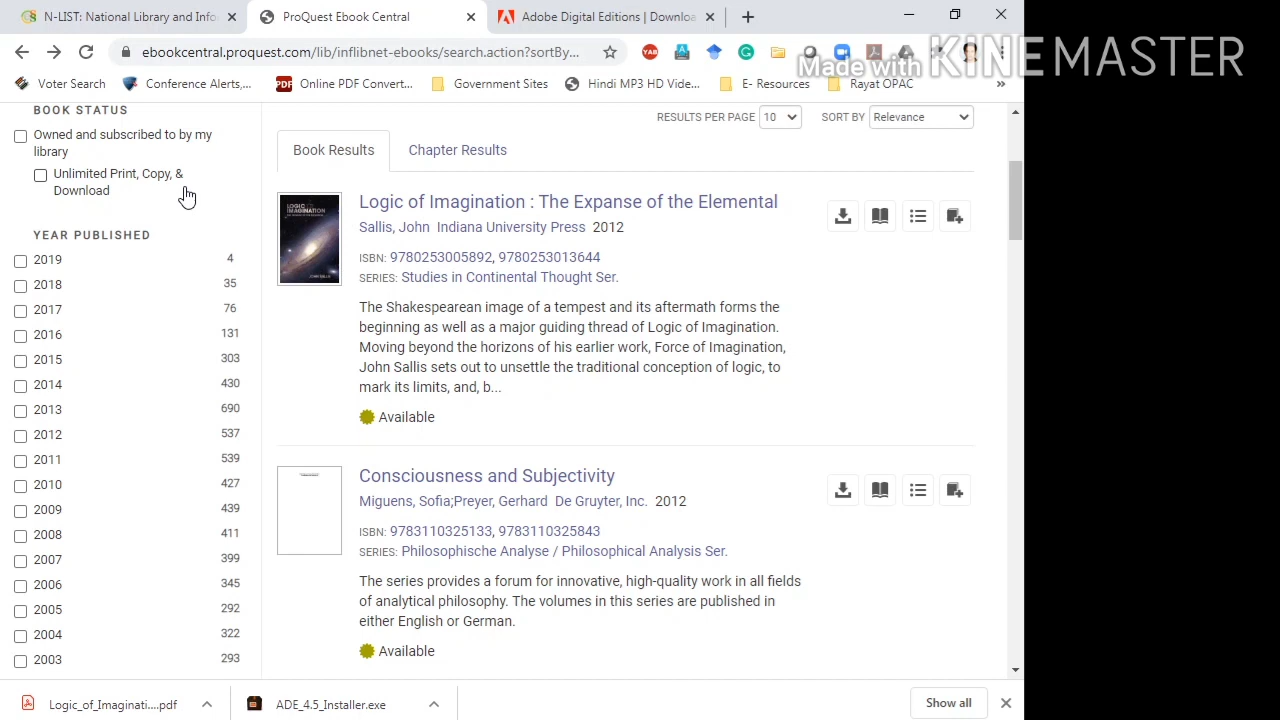 N-LIST: National Library and Info
ProQuest Ebook Central
Adobe Digital Editions | Downloa
ebookcentral.proquest.com/lib/inflibnet-ebooks/search.action?sortBy...
Made with KINEMASTER
Voter Search
Conference Alerts,...
Online PDF Convert...
Government Sites
Hindi MP3 HD Vide...
E- Resources
Rayat OPAC
»
BOOK STATUS
Owned and subscribed to by my
library
Unlimited Print, Copy, &
Download
YEAR PUBLISHED
2019 4
2018 35
2017 76
2016 131
2015 303
2014 430
2013 690
2012 537
2011 539
2010 427
2009 439
2008 411
2007 399
2006 345
2005 292
2004 322
2003 293
RESULTS PER PAGE 10 SORT BY Relevance
Book Results Chapter Results
Logic of Imagination : The Expanse of the Elemental
Sallis, John Indiana University Press 2012
ISBN: 9780253005892, 9780253013644
SERIES: Studies in Continental Thought Ser.
The Shakespearean image of a tempest and its aftermath forms the
beginning as well as a major guiding thread of Logic of Imagination.
Moving beyond the horizons of his earlier work, Force of Imagination,
John Sallis sets out to unsettle the traditional conception of logic, to
mark its limits, and, b...
Available
Consciousness and Subjectivity
Miguens, Sofia;Preyer, Gerhard De Gruyter, Inc. 2012
ISBN: 9783110325133, 9783110325843
SERIES: Philosophische Analyse / Philosophical Analysis Ser.
The series provides a forum for innovative, high-quality work in all fields
of analytical philosophy. The volumes in this series are published in
either English or German.
Available
Logic_of_Imaginati....pdf
ADE_4.5_Installer.exe
Show all